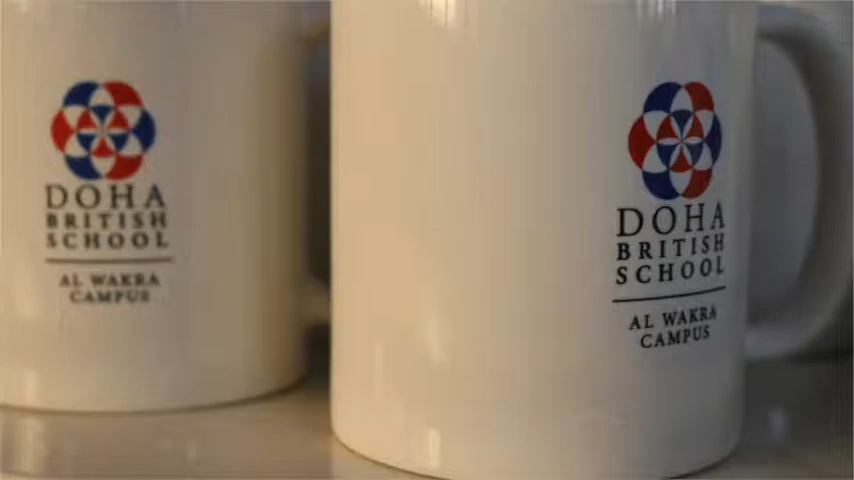 DOHA
BRITISH
SCHOOL
AL WAKRA
CAMPUS
DOHA
BRITISH
SCHOOL
AL WAKRA
CAMPUS